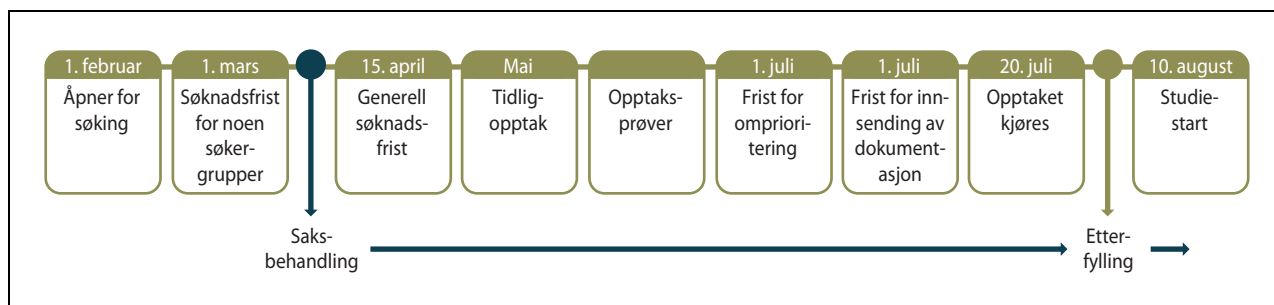 1. februar
Åpner for
søking
1. mars
Søknadsfrist
for noen
søker-
grupper
15. april
Generell
søknads-
frist
Mai
Tidlig-
opptak
Opptaks-
prøver
1. juli
Frist for
ompriori-
tering
1. juli
Frist for inn-
sending av
dokument-
asjon
20. juli
Opptaket
kjøres
10. august
Studie-
start
Saks-
behandling
Etter-
fylling